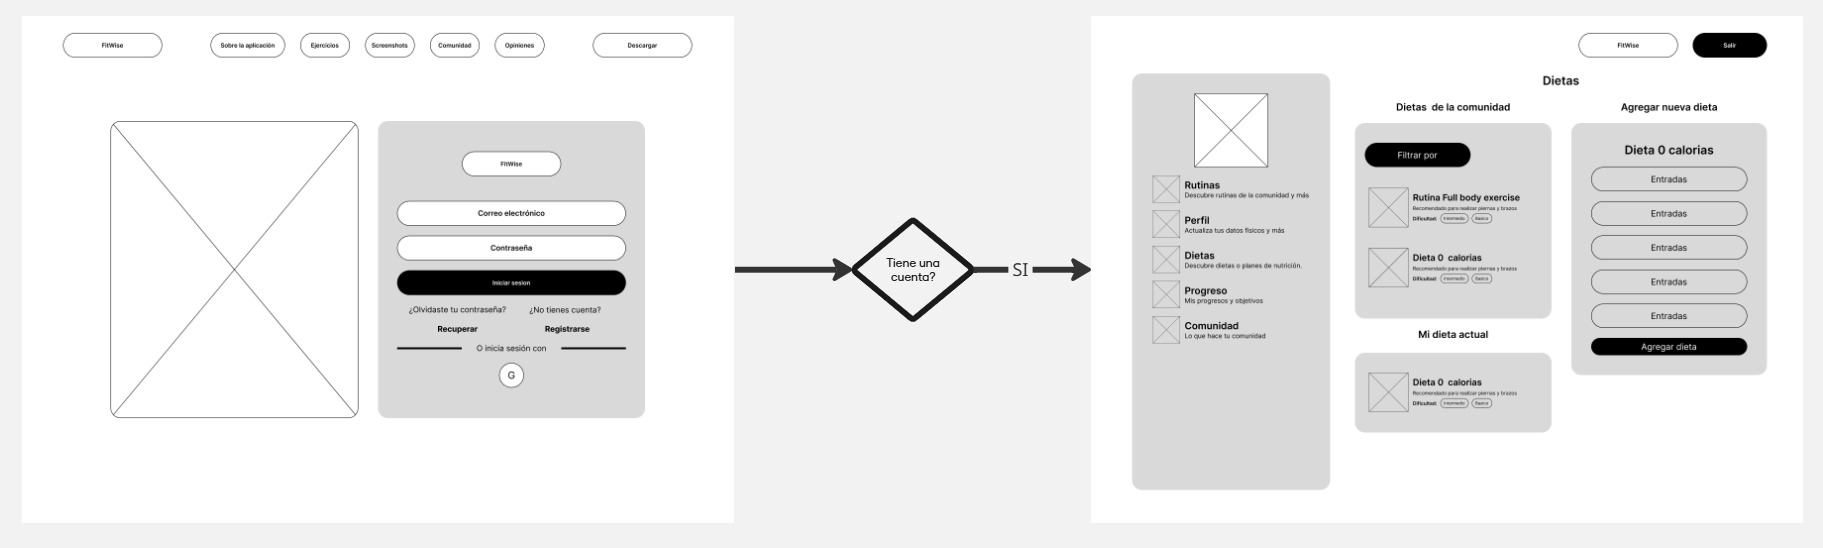 FitWise
Sobre la aplicación
Ejercicios
Screenshots
Comunidad
Opiniones
Descargar
FitWise
Correo electrónico
Contraseña
Iniciar sesion
¿Olvidaste tu contraseña?
¿No tienes cuenta?
Recuperar
Registrarse
O inicia sesión con
G
Tiene una
cuenta?
SI
FitWise
Salir
Rutinas
Descubre rutinas de la comunidad y más
Perfil
Actualiza tus datos físicos y más
Dietas
Descubre dietas o planes de nutrición.
Progreso
Mis progresos y objetivos
Comunidad
Lo que hace tu comunidad
Dietas
Dietas de la comunidad
Filtrar por
Rutina Full body exercise
Recomendado para realizar piernas y brazos
Dificultad: Intermedio Basico
Dieta 0 calorias
Recomendado para realizar piernas y brazos
Dificultad: Intermedio Basico
Mi dieta actual
Dieta 0 calorias
Recomendado para realizar piernas y brazos
Dificultad: Intermedio Basico
Agregar nueva dieta
Dieta 0 calorias
Entradas
Entradas
Entradas
Entradas
Entradas
Agregar dieta